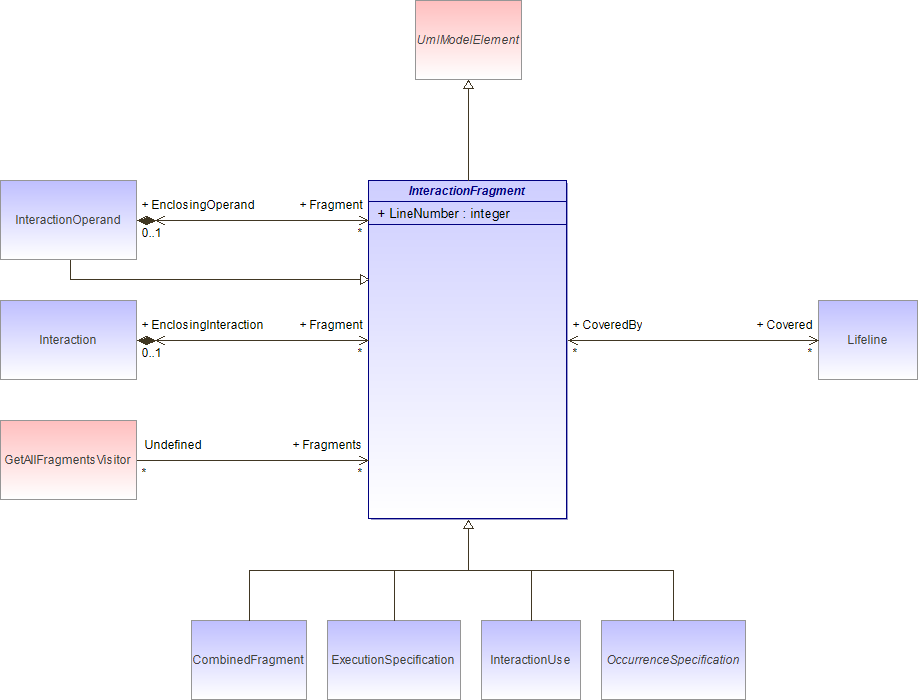 UmlModelElement
InteractionFragment
+ LineNumber : integer
InteractionOperand
+ EnclosingOperand
+ Fragment
0..1
*
Interaction
+ EnclosingInteraction
+ Fragment
0..1
*
+ CoveredBy
+ Covered
*
*
Lifeline
GetAllFragmentsVisitor
Undefined
+ Fragments
*
*
CombinedFragment
ExecutionSpecification
InteractionUse
OccurrenceSpecification